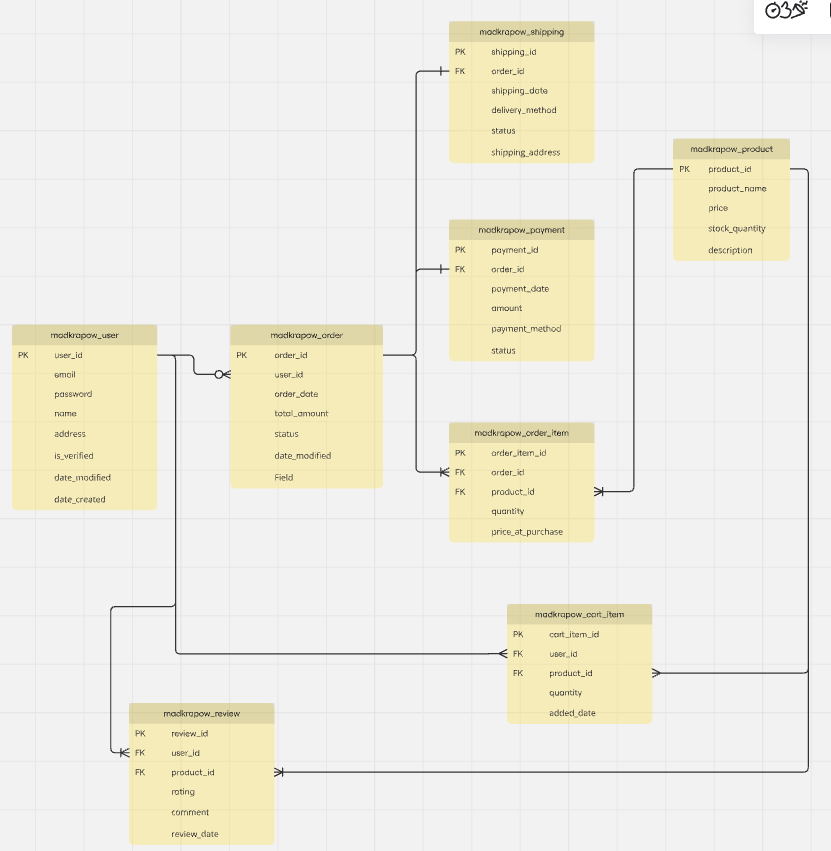 madkrapow_shipping
PK shipping_id
FK order_id
shipping_date
delivery_method
status
shipping_address
madkrapow_product
PK product_id
product_name
price
stock_quantity
description
madkrapow_payment
PK payment_id
FK order_id
payment_date
amount
payment_method
status
madkrapow_user
PK user_id
email
password
name
address
is_verified
date_modified
date_created
madkrapow_order
PK order_id
user_id
order_date
total_amount
status
date_modified
Field
madkrapow_order_item
PK order_item_id
FK order_id
FK product_id
quantity
price_at_purchase
madkrapow_cart_item
PK cart_item_id
FK user_id
FK product_id
quantity
added_date
madkrapow_review
PK review_id
FK user_id
FK product_id
rating
comment
review_date